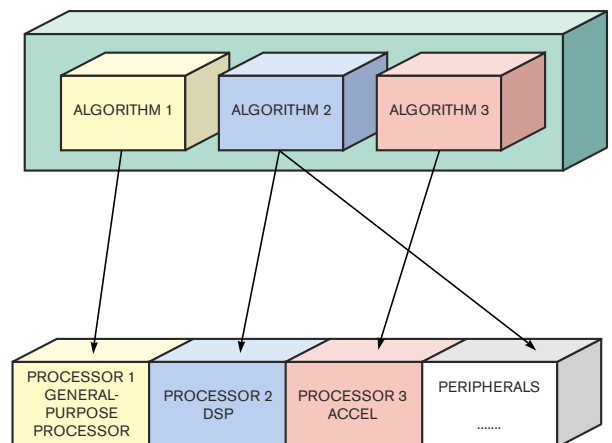 ALGORITHM 1
ALGORITHM 2
ALGORITHM 3
PROCESSOR 1
GENERAL-
PURPOSE
PROCESSOR
PROCESSOR 2
DSP
PROCESSOR 3
ACCEL
PERIPHERALS
.......